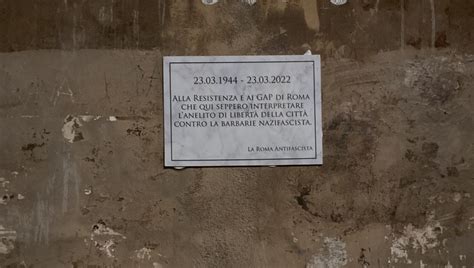 23.03.1944 - 23.03.2022
Alla Resistenza e ai GAP di Roma
che qui seppero interpretare
l'anelito di libertà della città
contro la barbarie nazifascista.
La Roma Antifascista